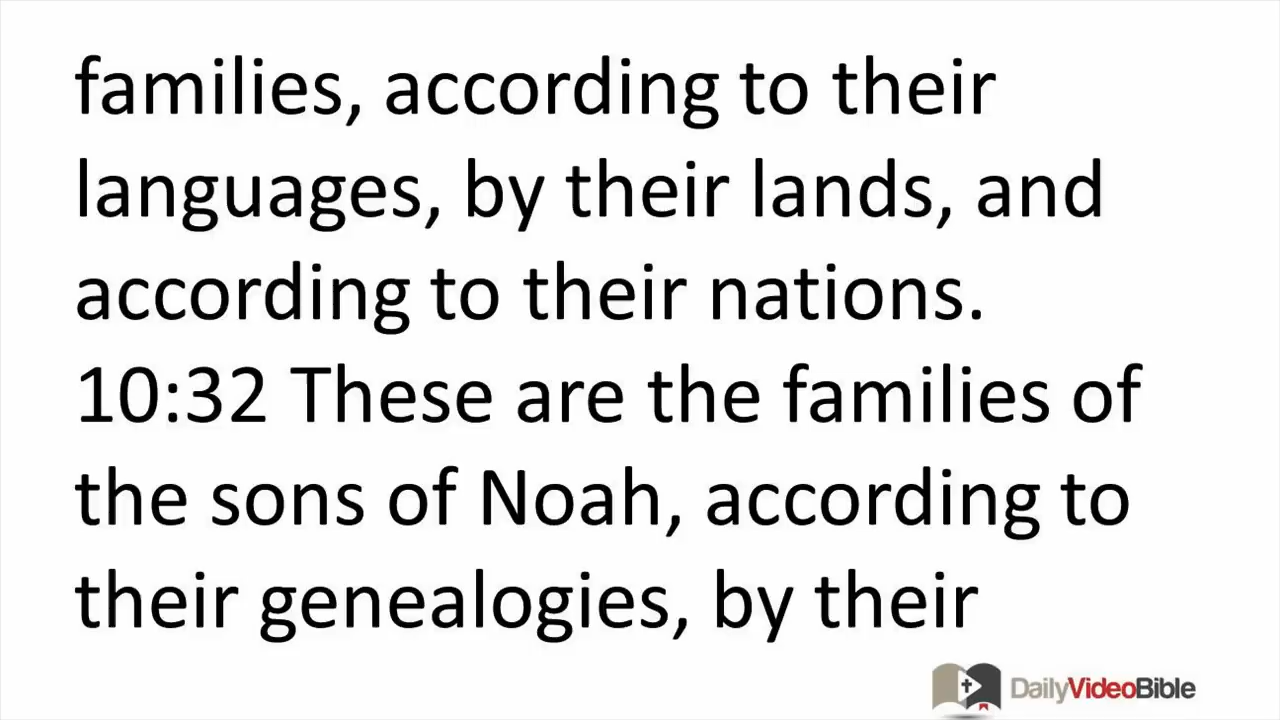 families, according to their
languages, by their lands, and
according to their nations.
10:32 These are the families of
the sons of Noah, according to
their genealogies, by their
DailyVideoBible